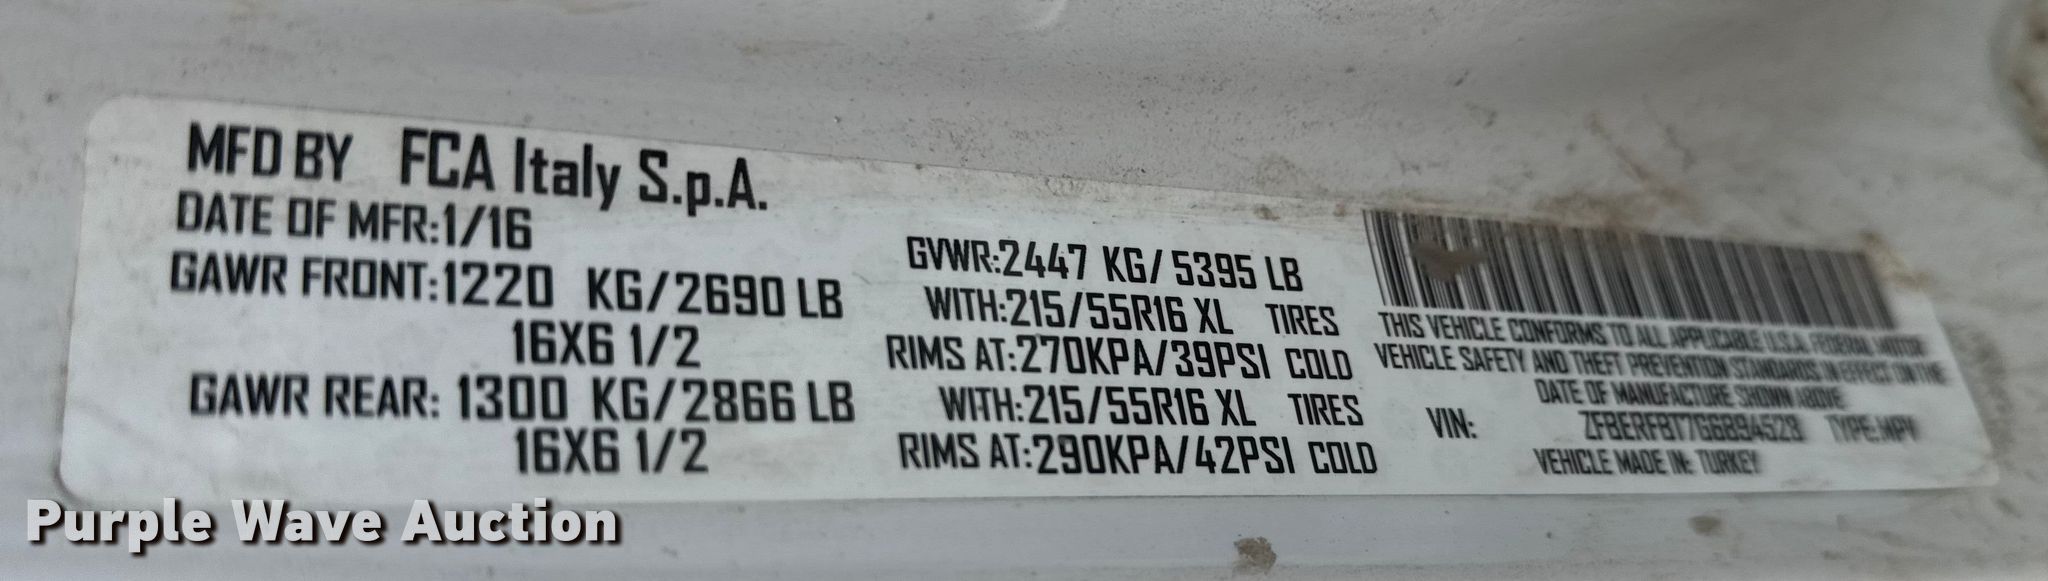 MFD BY FCA Italy S.p.A.
DATE OF MFR:1/16
GAWR FRONT:1220 KG/2690 LB
16X6 1/2
GAWR REAR: 1300 KG/2866 LB
16X6 1/2
GVWR:2447 KG/5395 LB
WITH:215/55R16 XL TIRES
RIMS AT:270KPA/39PSI COLD
WITH:215/55R16 XL TIRES
RIMS AT:290KPA/42PSI COLD
THIS VEHICLE CONFORMS TO ALL APPLICABLE U.S.A. FEDERAL MOTOR
VEHICLE SAFETY AND THEFT PREVENTION STANDARDS IN EFFECT ON THE
DATE OF MANUFACTURE SHOWN ABOVE
VIN: TYPE:MPV
VEHICLE MADE IN: TURKEY
Purple Wave Auction